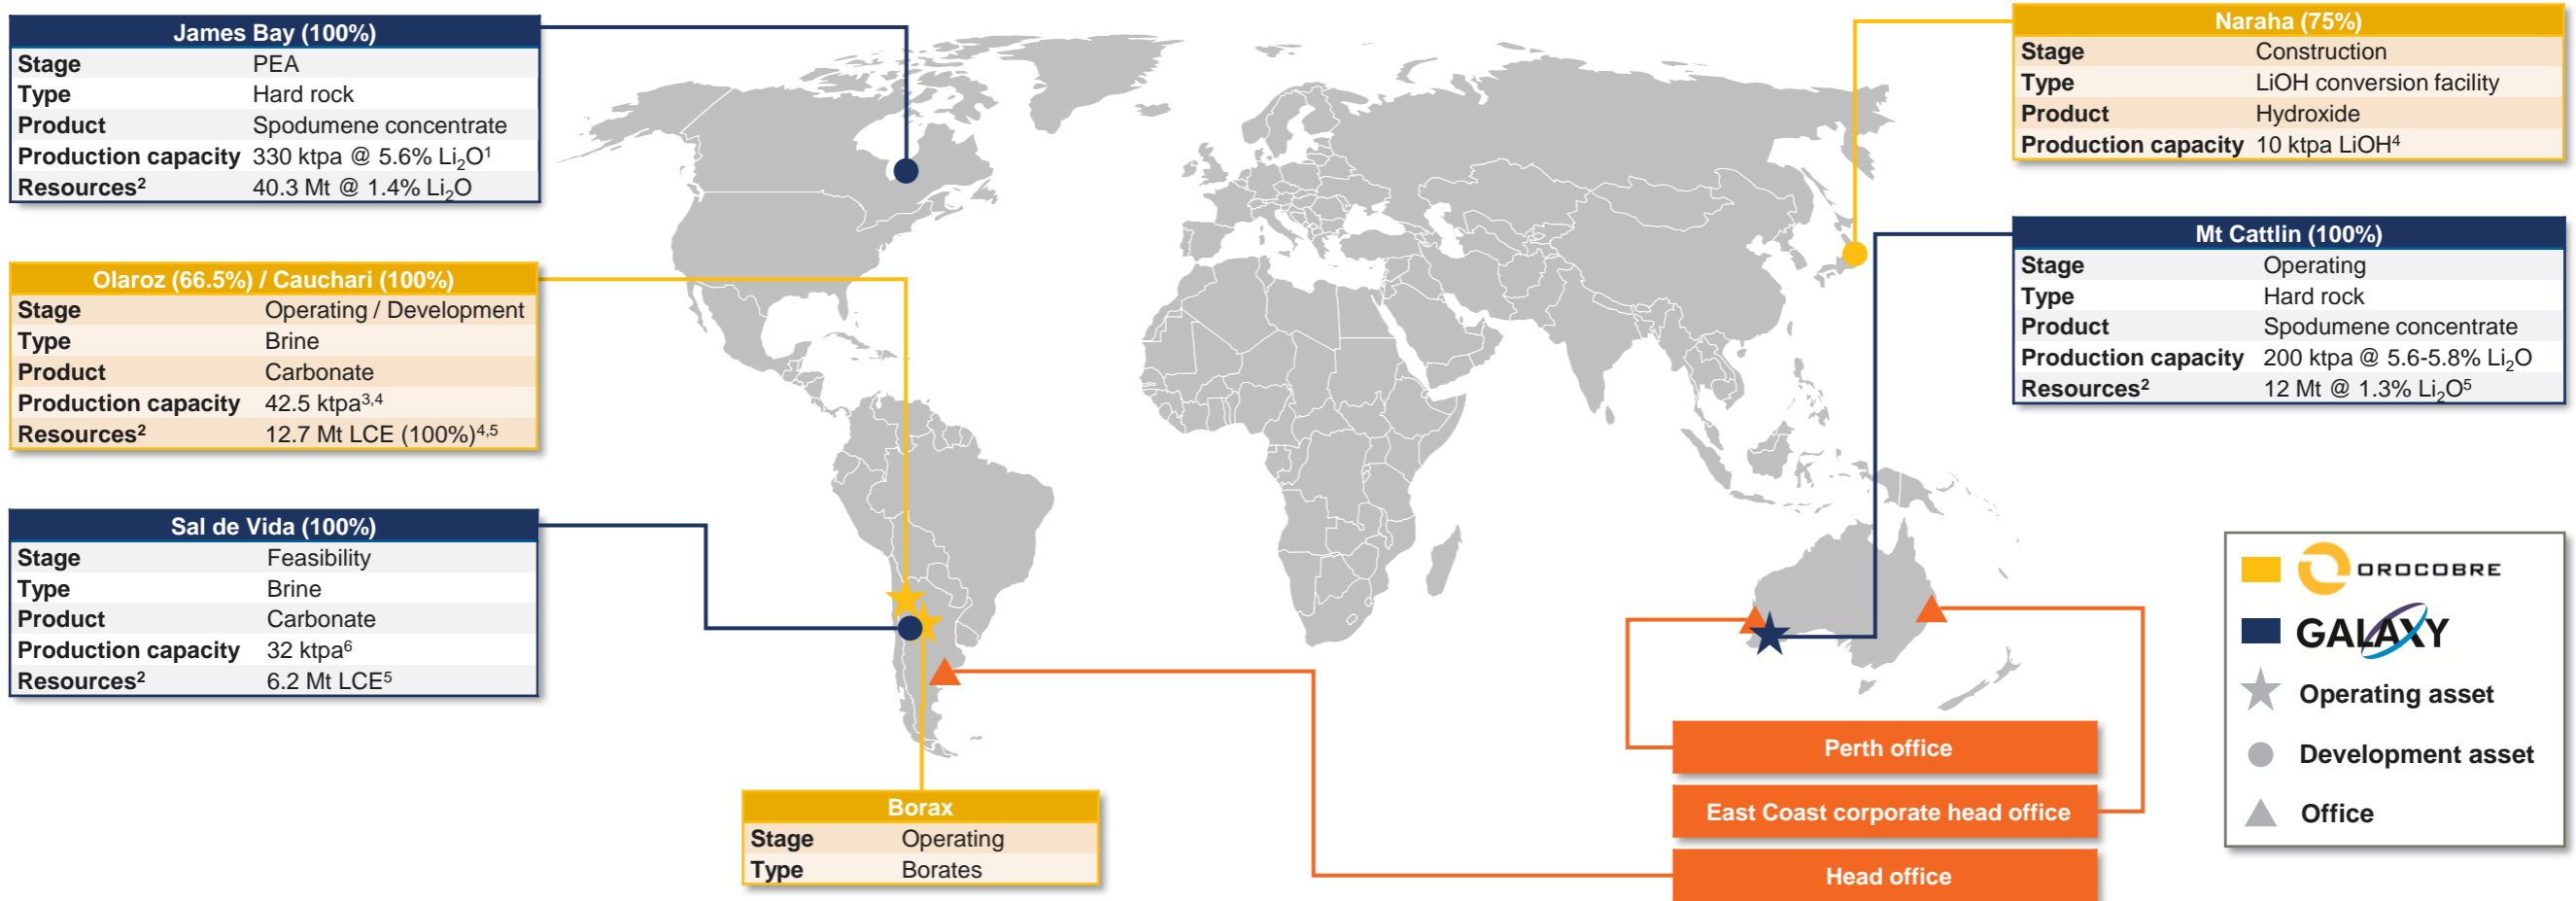 James Bay (100%)
Stage PEA
Type Hard rock
Product Spodumene concentrate
Production capacity 330 ktpa @ 5.6% Li₂O¹
Resources² 40.3 Mt @ 1.4% Li₂O
Olaroz (66.5%) / Cauchari (100%)
Stage Operating / Development
Type Brine
Product Carbonate
Production capacity 42.5 ktpa³,⁴
Resources² 12.7 Mt LCE (100%)⁴,⁵
Sal de Vida (100%)
Stage Feasibility
Type Brine
Product Carbonate
Production capacity 32 ktpa⁶
Resources² 6.2 Mt LCE⁵
Borax
Stage Operating
Type Borates
Naraha (75%)
Stage Construction
Type LiOH conversion facility
Product Hydroxide
Production capacity 10 ktpa LiOH⁴
Mt Cattlin (100%)
Stage Operating
Type Hard rock
Product Spodumene concentrate
Production capacity 200 ktpa @ 5.6-5.8% Li₂O
Resources² 12 Mt @ 1.3% Li₂O⁵
Perth office
East Coast corporate head office
Head office
OROCOBRE
GALAXY
Operating asset
Development asset
Office